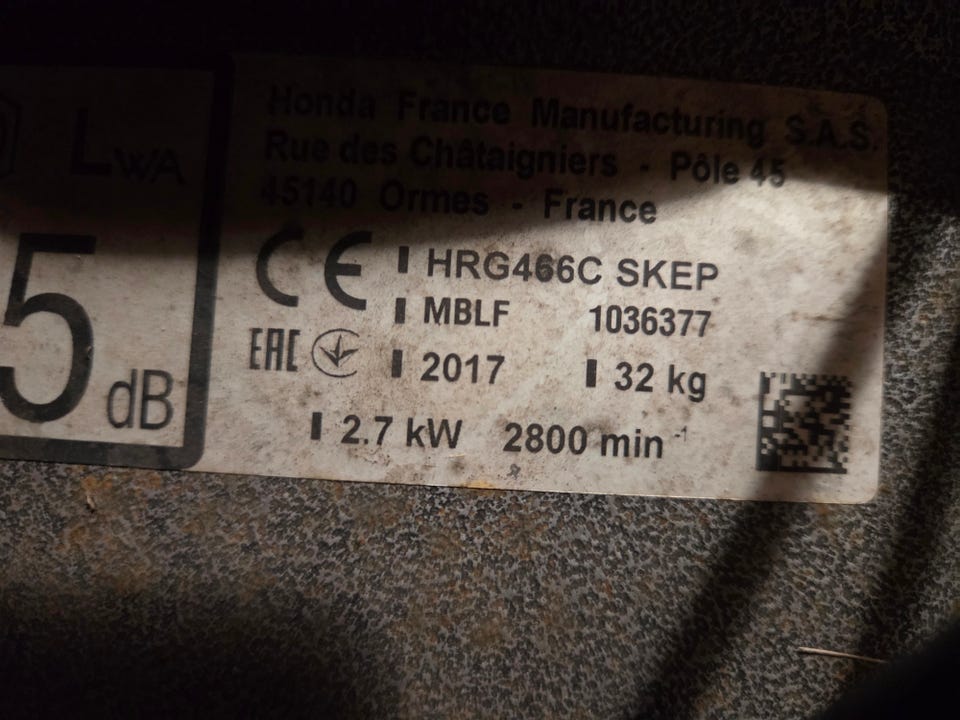 Honda France Manufacturing S.A.S.
Rue des Châtaigniers - Pôle 45
45140 Ormes - France
LWA
5 dB
CE HRG466C SKEP
MBLF 1036377
EAC 2017 32 kg
2.7 kW 2800 min-1